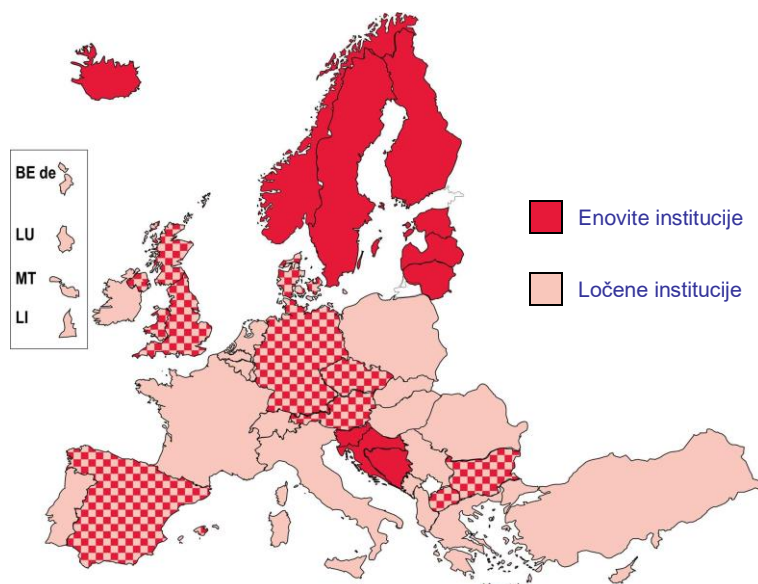 BE de
LU
MT
LI
Enovite institucije
Ločene institucije